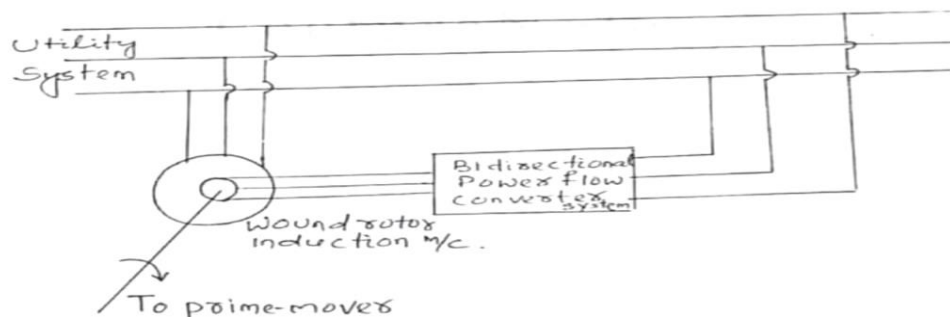 Utility
System
Bidirectional
Power flow
converter
system
Wound rotor
induction m/c.
To prime-mover